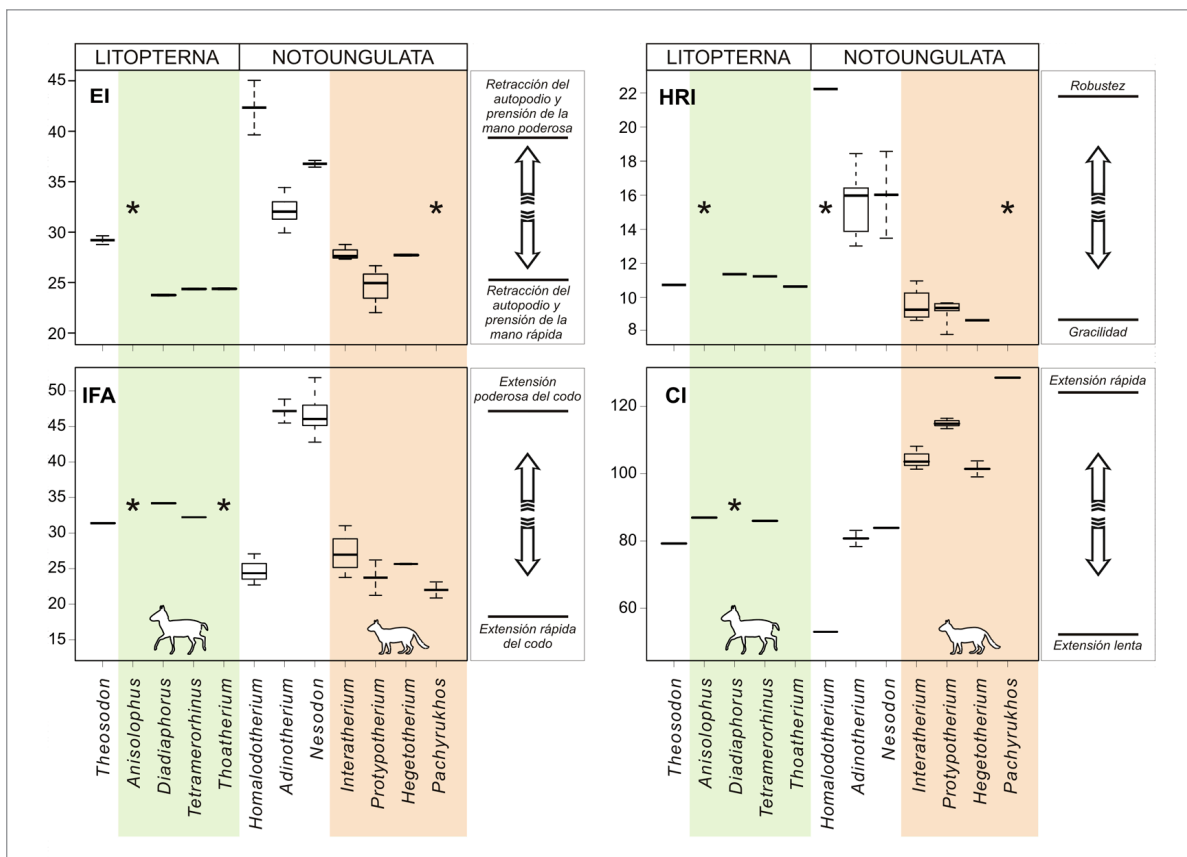 LITOPTERNA NOTOUNGULATA
EI
45
40
35
30
25
20
*
*
Retracción del
autopodio y
prensión de la
mano poderosa
Retracción del
autopodio y
prensión de la
mano rápida
IFA
50
45
40
35
30
25
20
15
*
*
Extensión
poderosa del codo
Extensión rápida
del codo
Theosodon
Anisolophus
Diadiaphorus
Tetramerorhinus
Thoatherium
Homalodotherium
Adinotherium
Nesodon
Interatherium
Protypotherium
Hegetotherium
Pachyrukhos
LITOPTERNA NOTOUNGULATA
HRI
22
20
18
16
14
12
10
8
*
*
*
Robustez
Gracilidad
CI
120
100
80
60
*
Extensión rápida
Extensión lenta
Theosodon
Anisolophus
Diadiaphorus
Tetramerorhinus
Thoatherium
Homalodotherium
Adinotherium
Nesodon
Interatherium
Protypotherium
Hegetotherium
Pachyrukhos